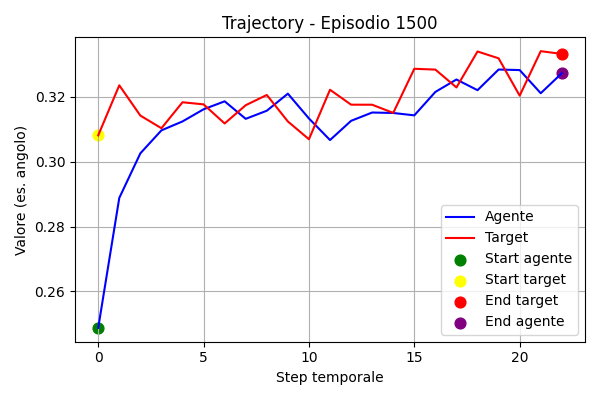 Trajectory - Episodio 1500
Valore (es. angolo)
0.32
0.30
0.28
0.26
0
5
10
15
20
Step temporale
Agente
Target
Start agente
Start target
End target
End agente